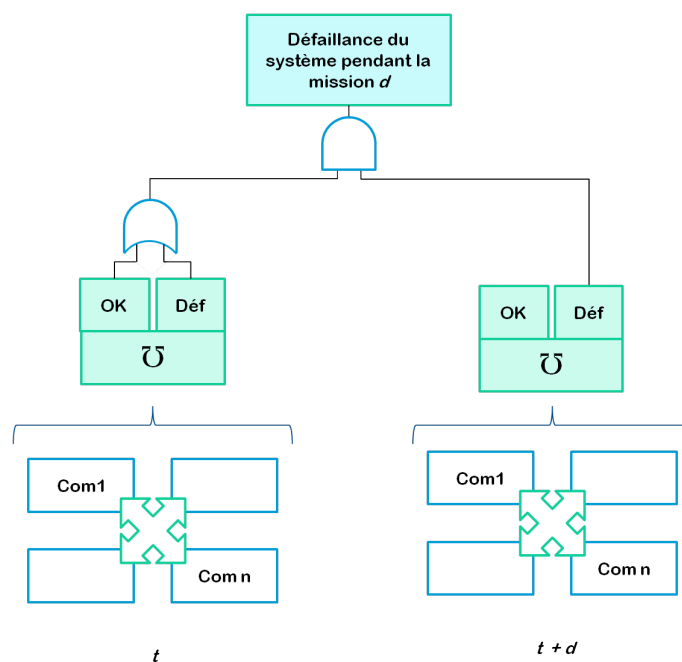 Défaillance du
système pendant la
mission d
OK
Déf
℧
OK
Déf
℧
Com1
Com n
Com1
Com n
t
t + d